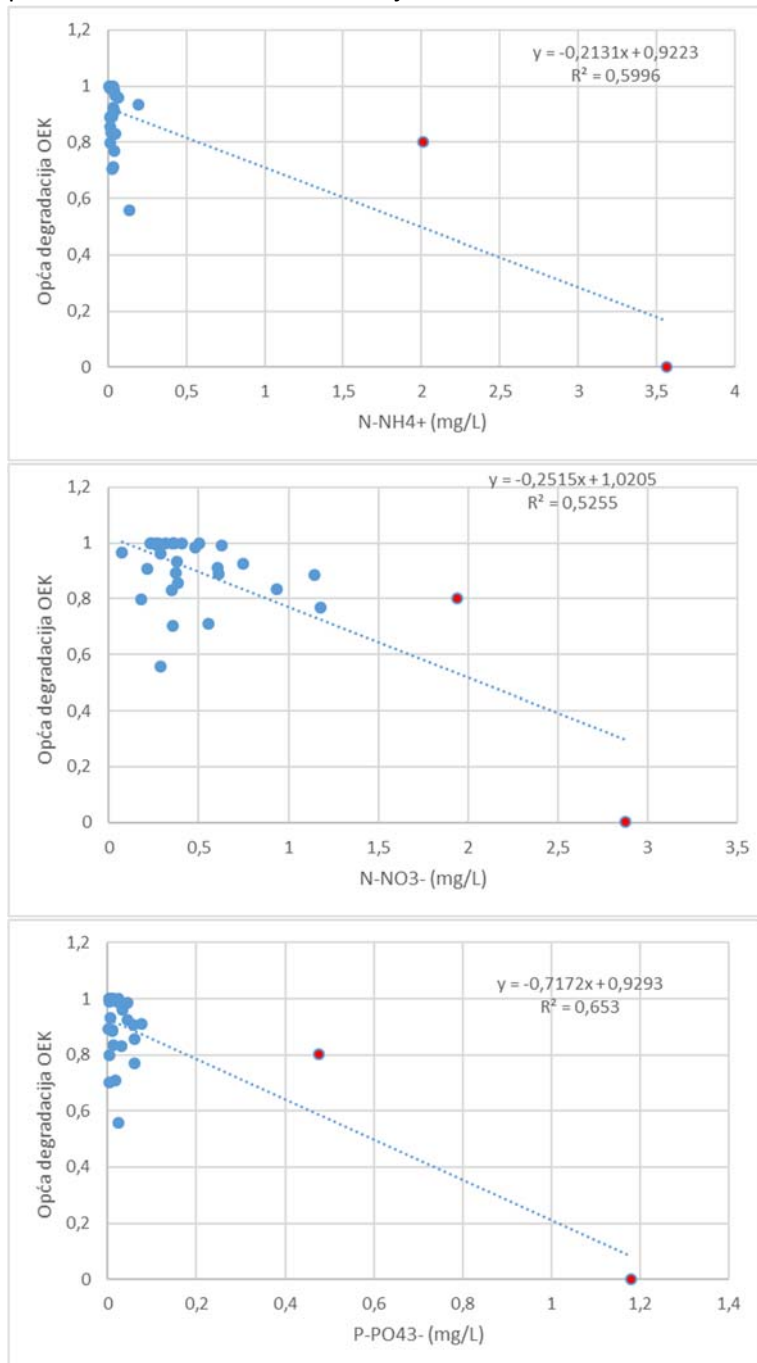 1,2
y = -0,2131x + 0,9223
R² = 0,5996
1
0,8
0,6
0,4
0,2
0
Opća degradacija OEK
0 0,5 1 1,5 2 2,5 3 3,5 4
N-NH4+ (mg/L)
1,2
y = -0,2515x + 1,0205
R² = 0,5255
1
0,8
0,6
0,4
0,2
0
Opća degradacija OEK
0 0,5 1 1,5 2 2,5 3 3,5
N-NO3- (mg/L)
1,2
y = -0,7172x + 0,9293
R² = 0,653
1
0,8
0,6
0,4
0,2
0
Opća degradacija OEK
0 0,2 0,4 0,6 0,8 1 1,2 1,4
P-PO43- (mg/L)